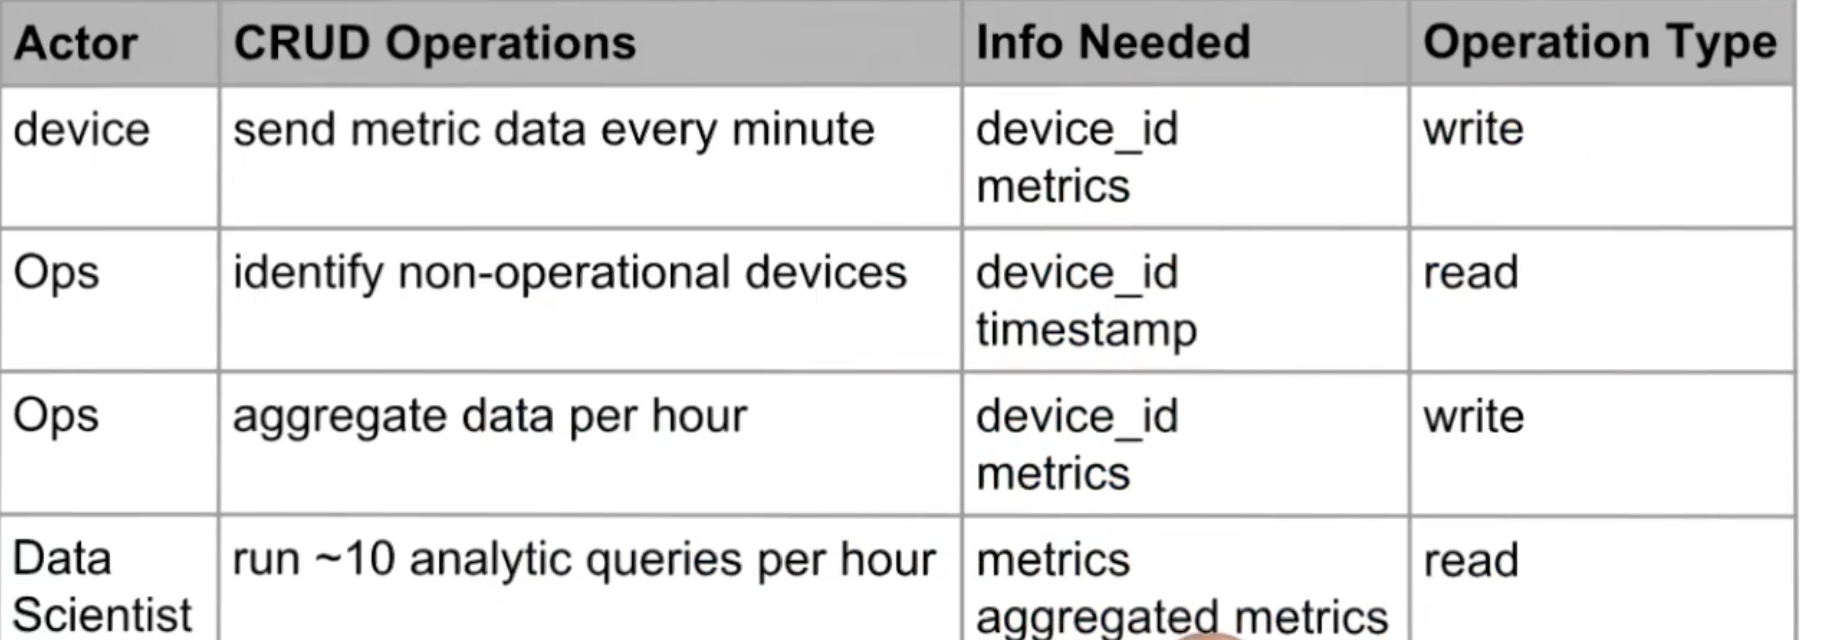 Actor CRUD Operations Info Needed Operation Type
device send metric data every minute device_id write
metrics
Ops identify non-operational devices device_id read
timestamp
Ops aggregate data per hour device_id write
metrics
Data run ~10 analytic queries per hour metrics read
Scientist aggregated metrics